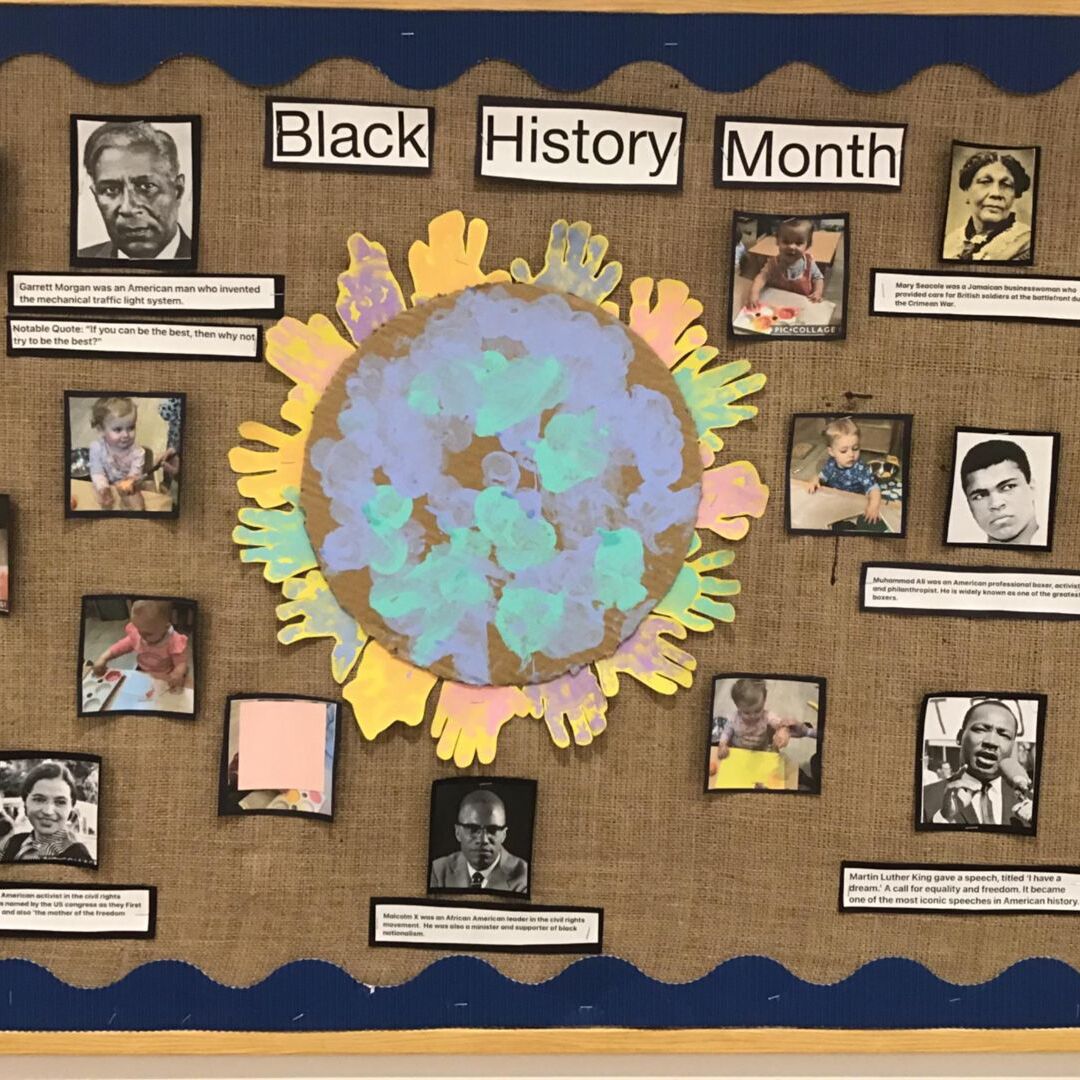 Black History Month
Garrett Morgan was an American man who invented
the mechanical traffic light system.
Notable Quote: "If you can be the best, then why not
try to be the best?"
Mary Seacole was a Jamaican businesswoman who
provided care for British soldiers at the battlefront du
the Crimean War.
PIC•COLLAGE
Muhammad Ali was an American professional boxer, activist
and philanthropist. He is widely known as one of the greatest
boxers.
Martin Luther King gave a speech, titled 'I have a
dream.' A call for equality and freedom. It became
one of the most iconic speeches in American history.
American activist in the civil rights
named by the US congress as they First
and also 'the mother of the freedom
Malcolm X was an African American leader in the civil rights
movement. He was also a minister and supporter of black
nationalism.